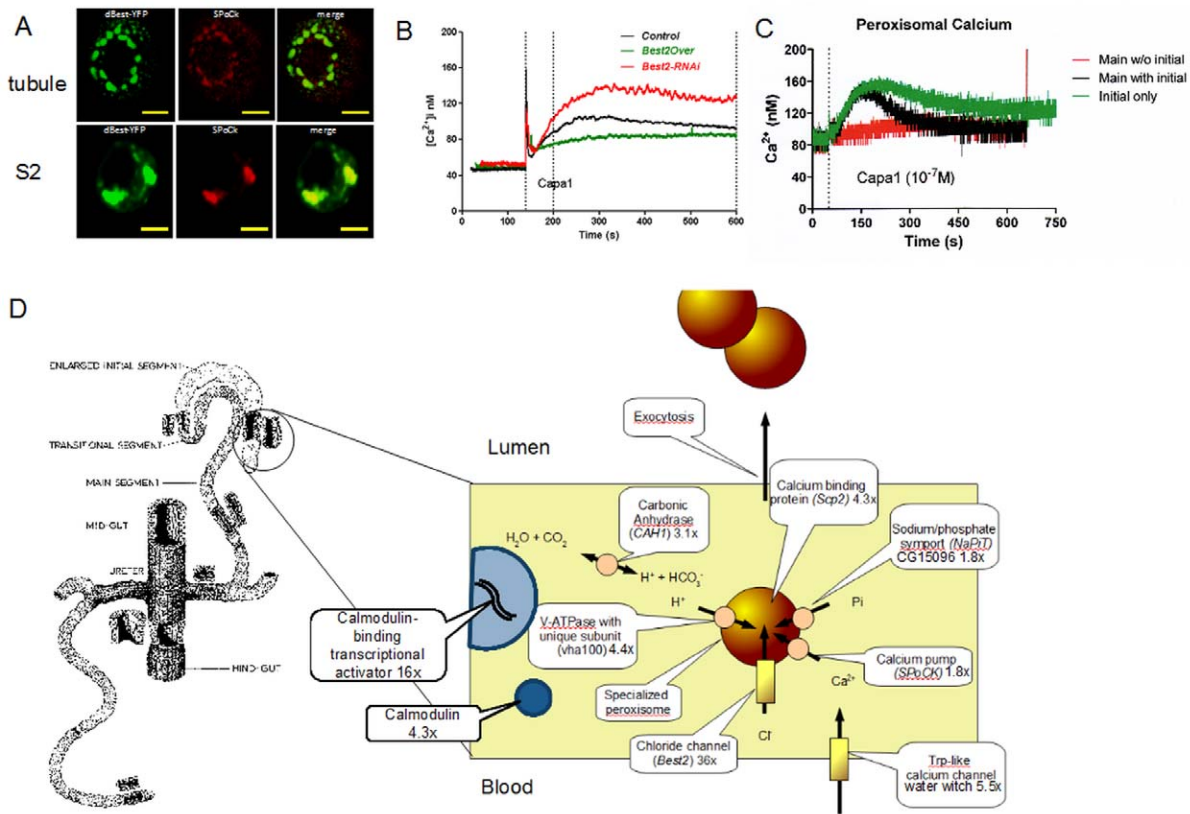 A
dBest-YFP
SPoCk
merge
tubule
dBest-YFP
SPoCk
merge
S2
B
200
160
120
80
40
0
[Ca²⁺]i nM
Control
Best2Over
Best2-RNAi
Capa1
0
100
200
300
400
500
600
Time (s)
C
Peroxisomal Calcium
200
160
120
80
40
0
Ca²⁺ (nM)
Main w/o initial
Main with initial
Initial only
Capa1 (10⁻⁷M)
0
150
300
450
600
750
Time (s)
D
ENLARGED INITIAL SEGMENT
TRANSITIONAL SEGMENT
MAIN SEGMENT
MID-GUT
URETER
HIND-GUT
Lumen
Blood
Exocytosis
Calcium binding
protein (Scp2) 4.3x
Carbonic
Anhydrase
(CAH1) 3.1x
Sodium/phosphate
symport (NaPiT)
CG15096 1.8x
H₂O + CO₂
H⁺ + HCO₃⁻
H⁺
Pi
V-ATPase with
unique subunit
(vha100) 4.4x
Calmodulin-
binding
transcriptional
activator 16x
Calcium pump
(SPoCK) 1.8x
Ca²⁺
Specialized
peroxisome
Calmodulin
4.3x
Cl⁻
Chloride channel
(Best2) 36x
Trp-like
calcium channel
water witch 5.5x